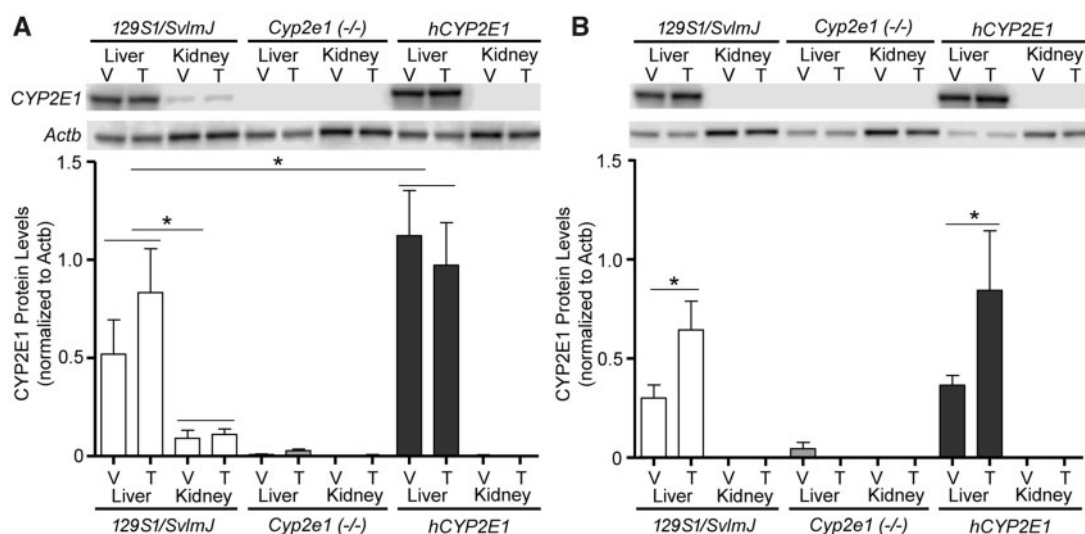 A
129S1/SvlmJ Cyp2e1 (-/-) hCYP2E1
Liver Kidney Liver Kidney Liver Kidney
V T V T V T V T V T V T
CYP2E1
Actb
CYP2E1 Protein Levels
(normalized to Actb)
1.5
1.0
0.5
0
*
*
V T V T V T V T V T V T
Liver Kidney Liver Kidney Liver Kidney
129S1/SvlmJ Cyp2e1 (-/-) hCYP2E1
B
129S1/SvlmJ Cyp2e1 (-/-) hCYP2E1
Liver Kidney Liver Kidney Liver Kidney
V T V T V T V T V T V T
CYP2E1 Protein Levels
(normalized to Actb)
1.5
1.0
0.5
0
*
*
V T V T V T V T V T V T
Liver Kidney Liver Kidney Liver Kidney
129S1/SvlmJ Cyp2e1 (-/-) hCYP2E1